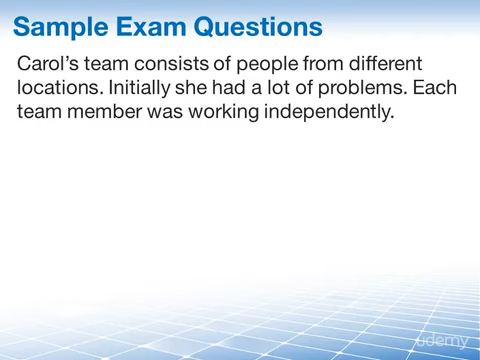 Sample Exam Questions
Carol's team consists of people from different
locations. Initially she had a lot of problems. Each
team member was working independently.
udemy